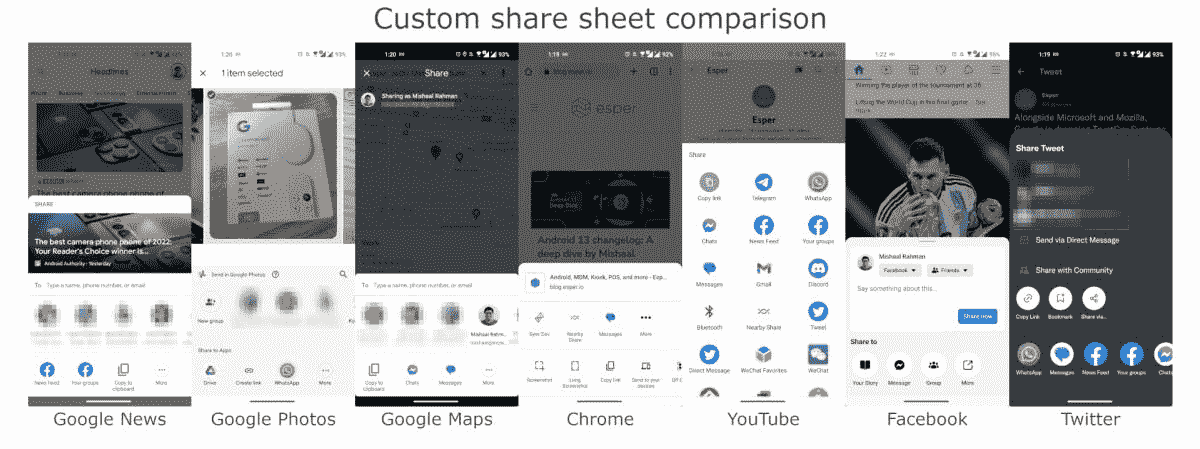 Custom share sheet comparison
Headlines
Business
Technology
Entertainment
SHARE
The best camera phone phone of 2022:
Your Reader's Choice winner is...
Android Authority - Yesterday
To Type a name, phone number, or email
News Feed
Your groups
Copy to
clipboard
More
Google News
1:20
93%
1 item selected
Send in Google Photos
New group
Share to Apps
Drive
Create link
WhatsApp
More
Google Photos
1:20
93%
Share
Sharing as Mishaal Rahman
To Type a name, phone number, or email
Mishaal Rahm...
Copy to
clipboard
Chats
Messages
More
Google Maps
1:19
92%
esper
Android 13 changelog: A
deep dive by Mishaal
Android, MDM, Kiosk, POS, and more - Esp...
blog.esper.io
Sync Dev
Nearby
Share
Messages
More
Screenshot
Long
Screenshot
Copy link
Send to your
devices
Chrome
Esper
Esper
Share
Copy link
Telegram
WhatsApp
Chats
News Feed
Your groups
Messages
Gmail
Discord
Bluetooth
Nearby Share
Tweet
Direct Message
WeChat Favorites
WeChat
YouTube
1:22
93%
Winning the player of the tournament at 35
Lifting the World Cup in his final game
Mishaal Rahman
Facebook
Friends
Say something about this...
Share now
Share to
Your Story
Message
Group
More
Facebook
1:19
93%
Tweet
Esper
Alongside Microsoft and Mozilla,
Share Tweet
Send via Direct Message
Share with Community
Copy Link
Bookmark
Share via...
WhatsApp
Messages
News Feed
Your groups
Chats
Twitter